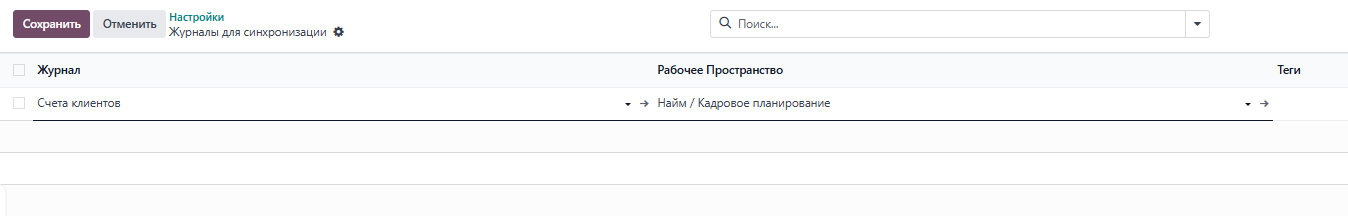 Сохранить Отменить Настройки
Журналы для синхронизации
Поиск...
Журнал Рабочее Пространство Теги
Счета клиентов Найм / Кадровое планирование